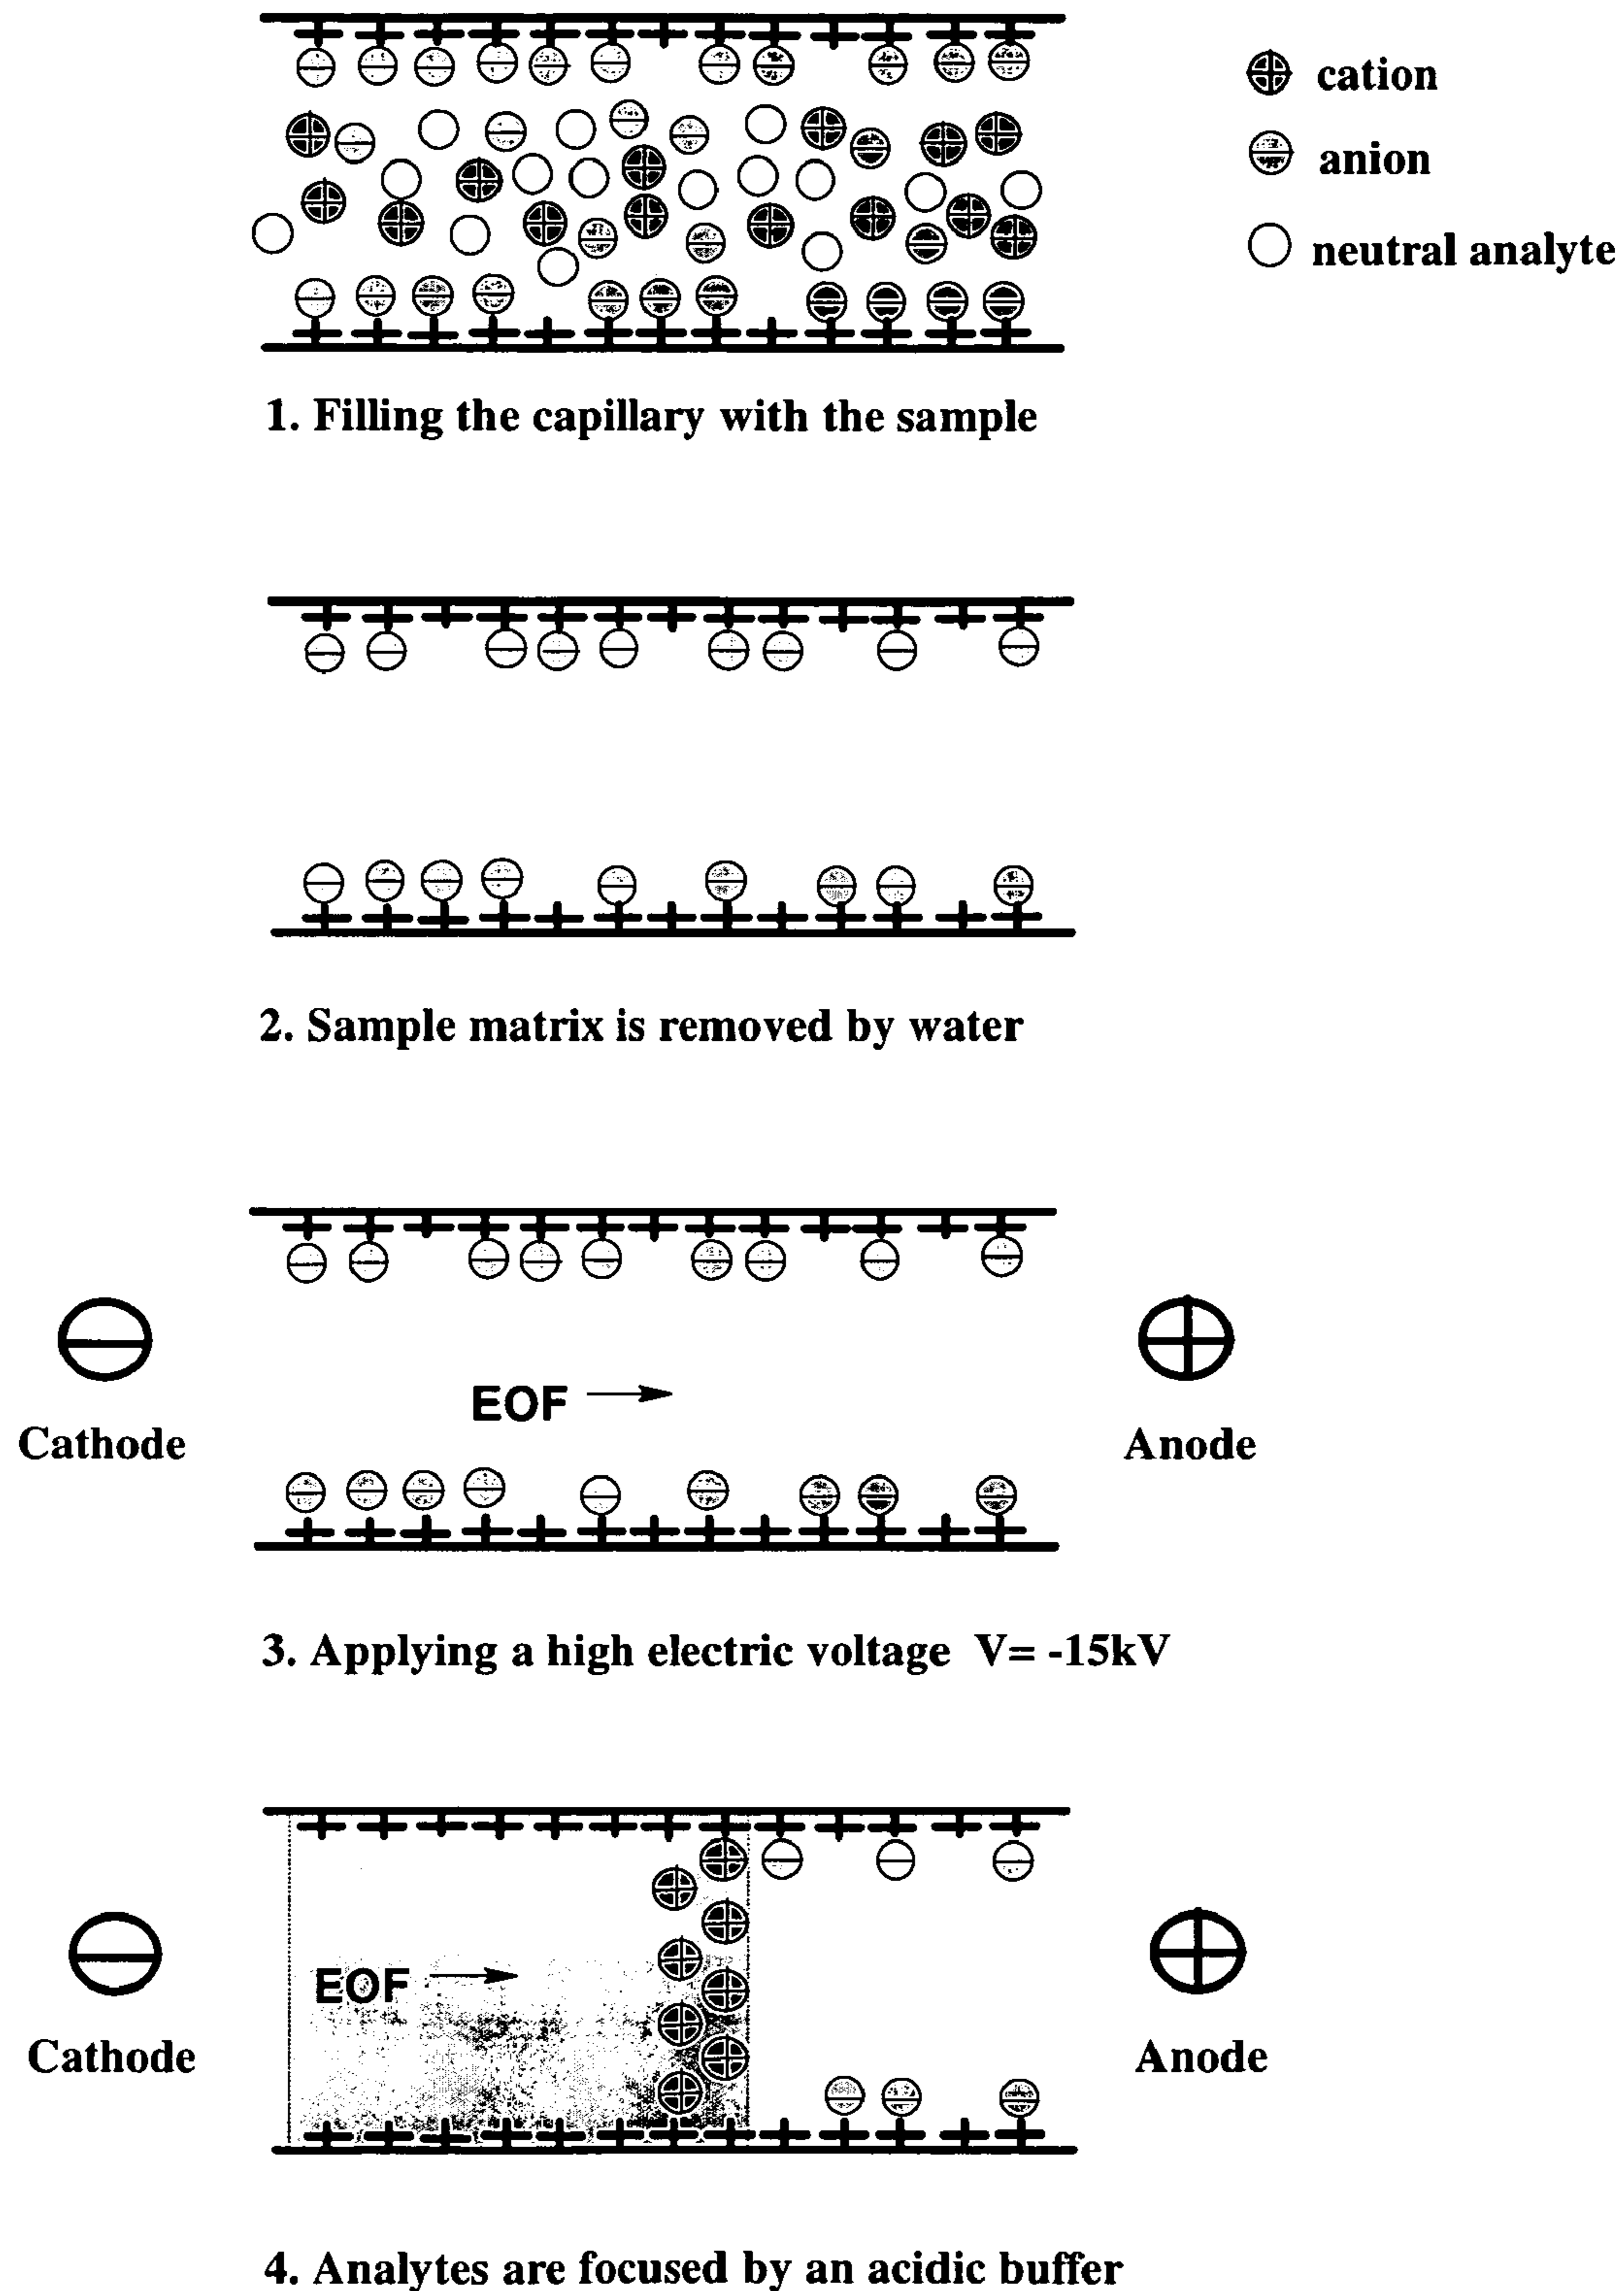 cation
anion
neutral analyte
1. Filling the capillary with the sample
2. Sample matrix is removed by water
EOF
Cathode
Anode
3. Applying a high electric voltage V= -15kV
EOF
Cathode
Anode
4. Analytes are focused by an acidic buffer